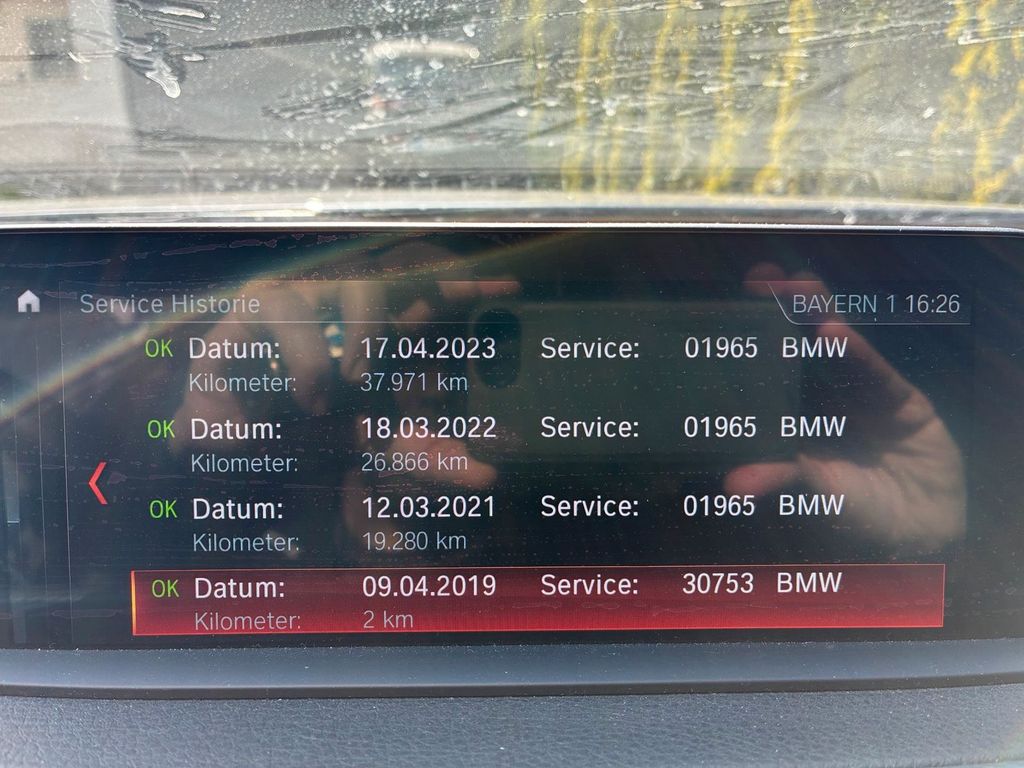 Service Historie BAYERN 1 16:26
OK Datum: 17.04.2023 Service: 01965 BMW
Kilometer: 37.971 km
OK Datum: 18.03.2022 Service: 01965 BMW
Kilometer: 26.866 km
OK Datum: 12.03.2021 Service: 01965 BMW
Kilometer: 19.280 km
OK Datum: 09.04.2019 Service: 30753 BMW
Kilometer: 2 km